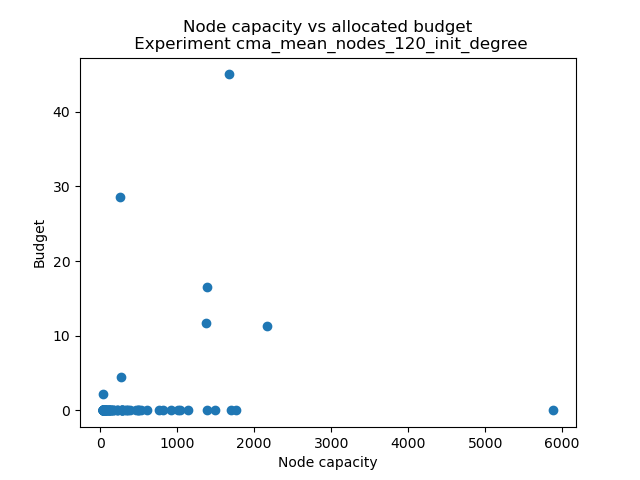 Node capacity vs allocated budget
Experiment cma_mean_nodes_120_init_degree
40
30
20
10
0
Budget
0 1000 2000 3000 4000 5000 6000
Node capacity